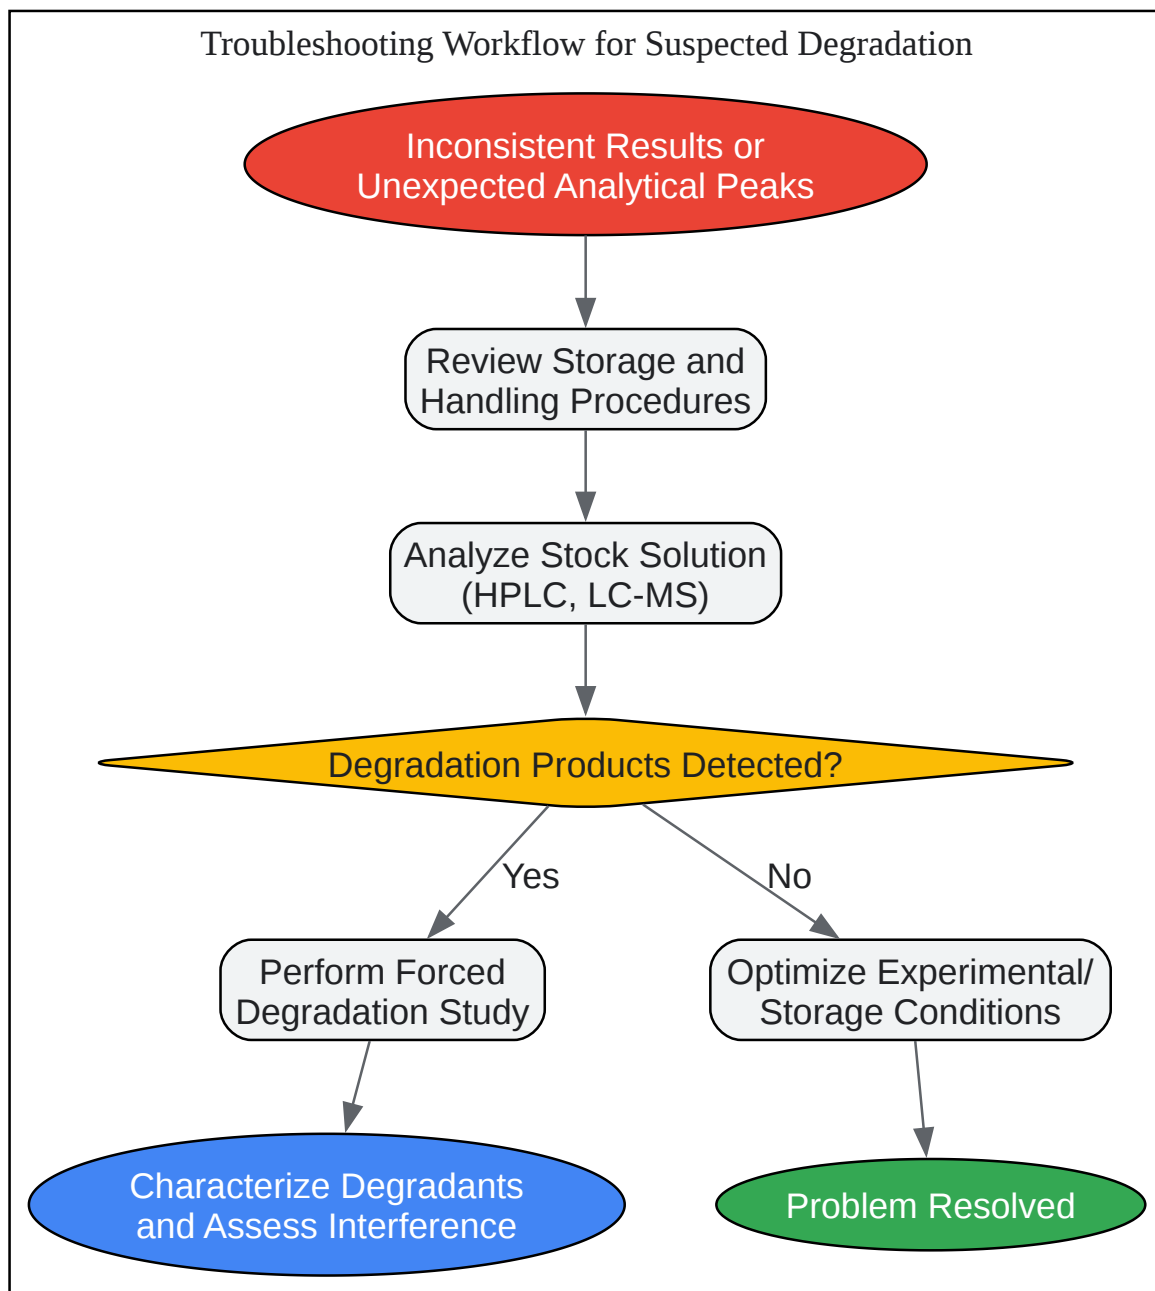 Troubleshooting Workflow for Suspected Degradation
Inconsistent Results or
Unexpected Analytical Peaks
Review Storage and
Handling Procedures
Analyze Stock Solution
(HPLC, LC-MS)
Degradation Products Detected?
Yes
No
Perform Forced
Degradation Study
Optimize Experimental/
Storage Conditions
Characterize Degradants
and Assess Interference
Problem Resolved